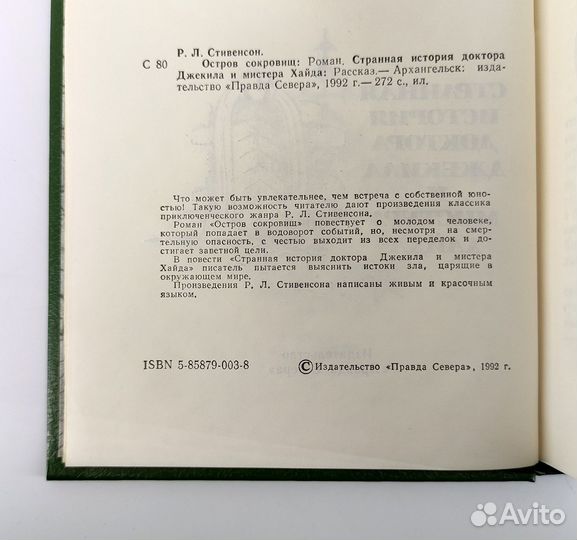 Р. Л. Стивенсон.
С 80 Остров сокровищ: Роман. Странная история доктора
Джекила и мистера Хайда: Рассказ.— Архангельск: изда-
тельство «Правда Севера», 1992 г.— 272 с., ил.
СТРАННАЯ
ИСТОРИЯ
ДОКТОРА
ДЖЕКИЛА
Что может быть увлекательнее, чем встреча с собственной юно-
стью! Такую возможность читателю дают произведения классика
приключенческого жанра Р. Л. Стивенсона.
Роман «Остров сокровищ» повествует о молодом человеке,
который попадает в водоворот событий, но, несмотря на смер-
тельную опасность, с честью выходит из всех переделок и до-
стигает заветной цели.
В повести «Странная история доктора Джекила и мистера
Хайда» писатель пытается выяснить истоки зла, царящие в
окружающем мире.
Произведения Р. Л. Стивенсона написаны живым и красочным
языком.
ISBN 5-85879-003-8
© Издательство «Правда Севера», 1992 г.
Avito